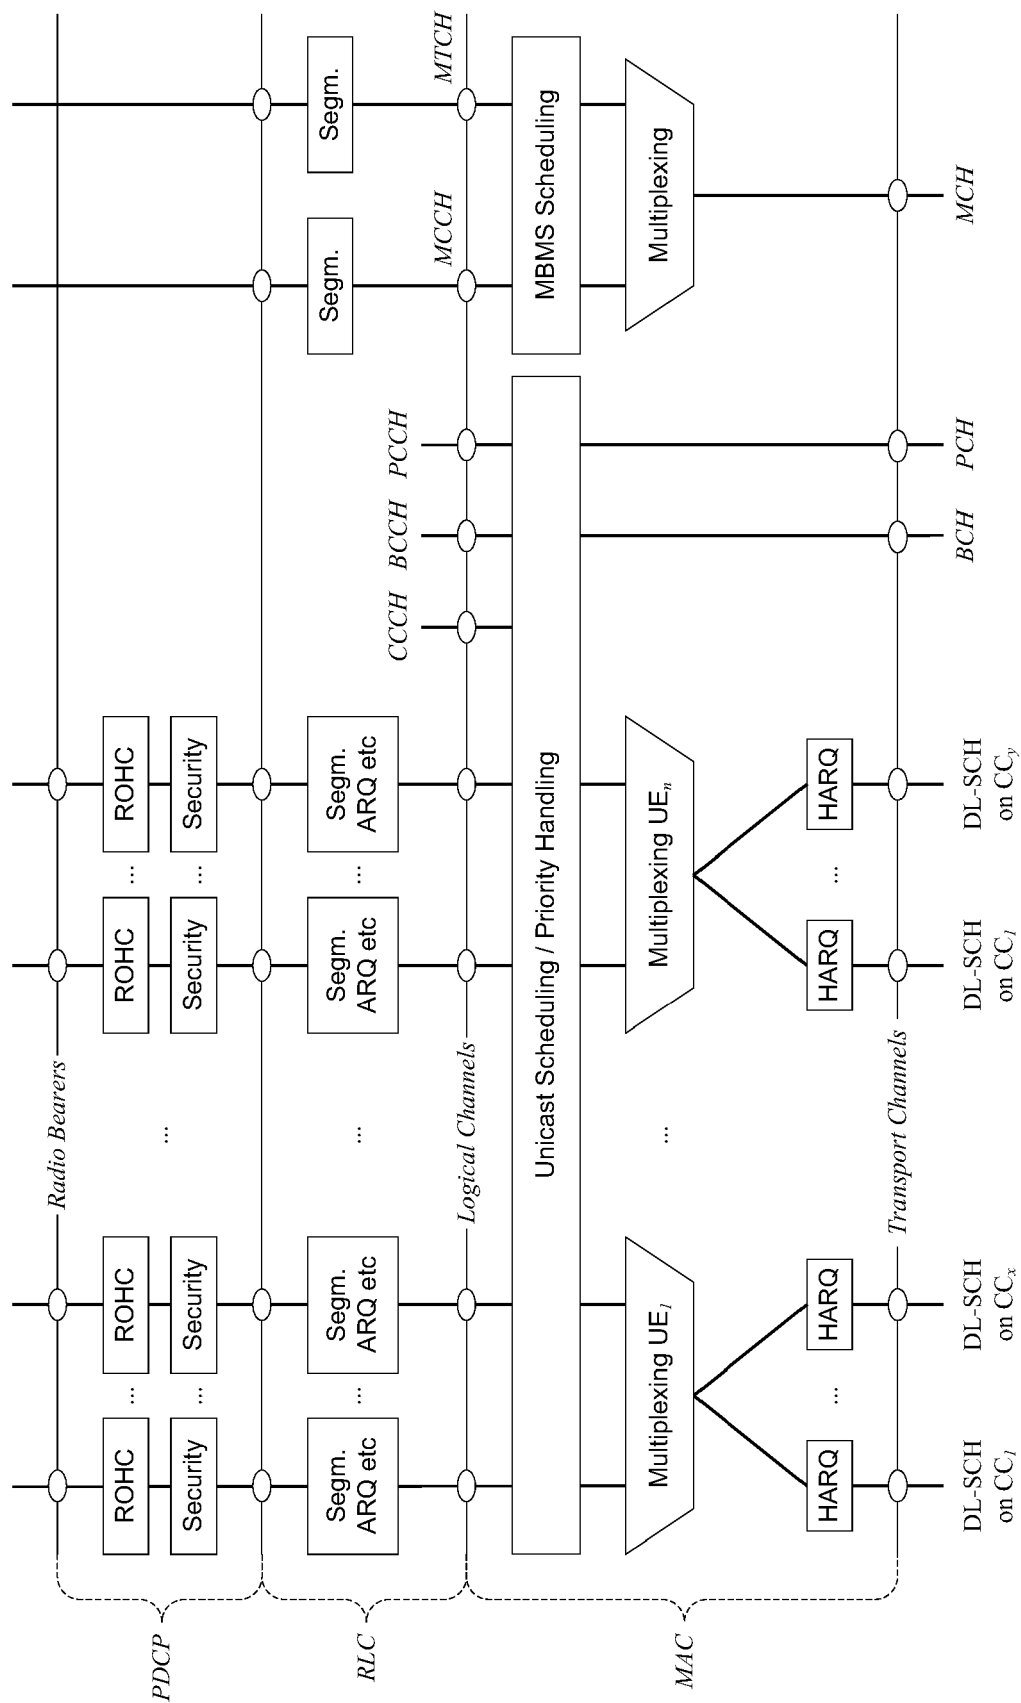 Radio Bearers
ROHC
ROHC
ROHC
ROHC
...
...
PDCP
...
Security
Security
Security
Security
...
...
Segm.
ARQ etc
Segm.
ARQ etc
Segm.
ARQ etc
Segm.
ARQ etc
Segm.
Segm.
...
...
...
RLC
CCCH
BCCH
PCCH
MCCH
MTCH
Logical Channels
Unicast Scheduling / Priority Handling
MBMS Scheduling
Multiplexing UE1
...
Multiplexing UEn
Multiplexing
MAC
HARQ
...
HARQ
HARQ
...
HARQ
Transport Channels
DL-SCH
on CC1
DL-SCH
on CCx
DL-SCH
on CC1
DL-SCH
on CCy
BCH
PCH
MCH